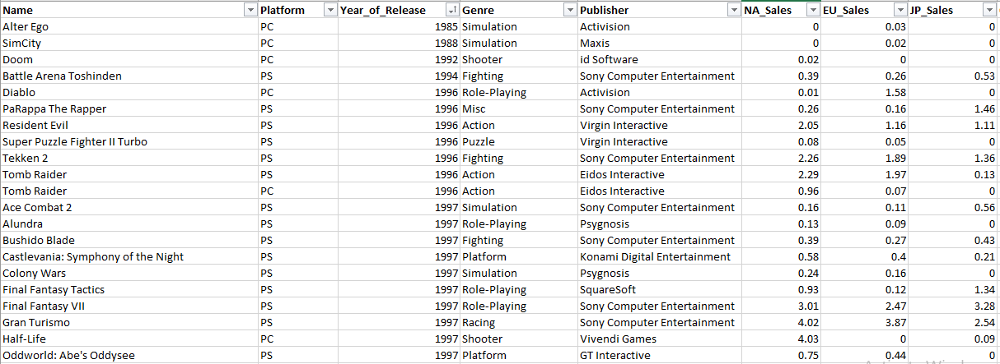 Name Platform Year_of_Release Genre Publisher NA_Sales EU_Sales JP_Sales
Alter Ego PC 1985 Simulation Activision 0 0.03 0
SimCity PC 1988 Simulation Maxis 0 0.02 0
Doom PC 1992 Shooter id Software 0.02 0 0
Battle Arena Toshinden PS 1994 Fighting Sony Computer Entertainment 0.39 0.26 0.53
Diablo PC 1996 Role-Playing Activision 0.01 1.58 0
PaRappa The Rapper PS 1996 Misc Sony Computer Entertainment 0.26 0.16 1.46
Resident Evil PS 1996 Action Virgin Interactive 2.05 1.16 1.11
Super Puzzle Fighter II Turbo PS 1996 Puzzle Virgin Interactive 0.08 0.05 0
Tekken 2 PS 1996 Fighting Sony Computer Entertainment 2.26 1.89 1.36
Tomb Raider PS 1996 Action Eidos Interactive 2.29 1.97 0.13
Tomb Raider PC 1996 Action Eidos Interactive 0.96 0.07 0
Ace Combat 2 PS 1997 Simulation Sony Computer Entertainment 0.16 0.11 0.56
Alundra PS 1997 Role-Playing Psygnosis 0.13 0.09 0
Bushido Blade PS 1997 Fighting Sony Computer Entertainment 0.39 0.27 0.43
Castlevania: Symphony of the Night PS 1997 Platform Konami Digital Entertainment 0.58 0.4 0.21
Colony Wars PS 1997 Simulation Psygnosis 0.24 0.16 0
Final Fantasy Tactics PS 1997 Role-Playing SquareSoft 0.93 0.12 1.34
Final Fantasy VII PS 1997 Role-Playing Sony Computer Entertainment 3.01 2.47 3.28
Gran Turismo PS 1997 Racing Sony Computer Entertainment 4.02 3.87 2.54
Half-Life PC 1997 Shooter Vivendi Games 4.03 0 0.09
Oddworld: Abe's Oddysee PS 1997 Platform GT Interactive 0.75 0.44 0